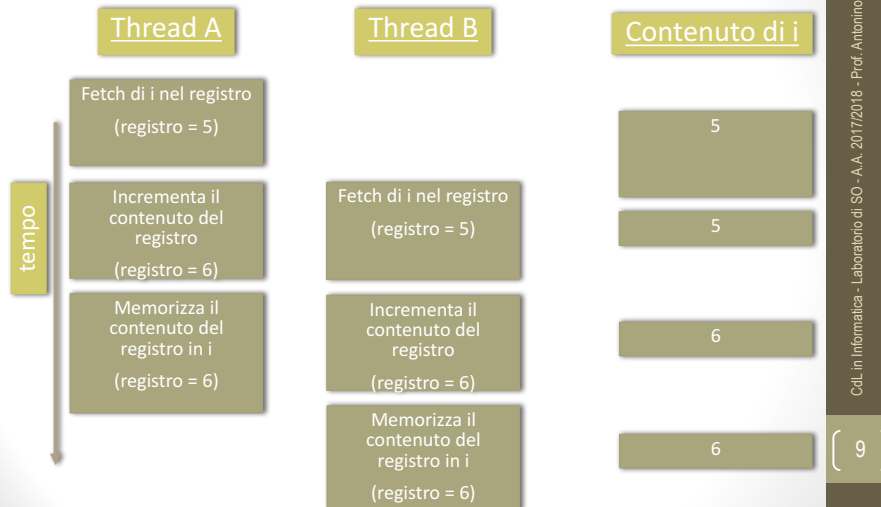 Thread A
Thread B
Contenuto di i
tempo
Fetch di i nel registro
(registro = 5)
Incrementa il
contenuto del
registro
(registro = 6)
Memorizza il
contenuto del
registro in i
(registro = 6)
Fetch di i nel registro
(registro = 5)
Incrementa il
contenuto del
registro
(registro = 6)
Memorizza il
contenuto del
registro in i
(registro = 6)
5
5
6
6
CdL in Informatica - Laboratorio di SO - A.A. 2017/2018 - Prof. Antonino
9